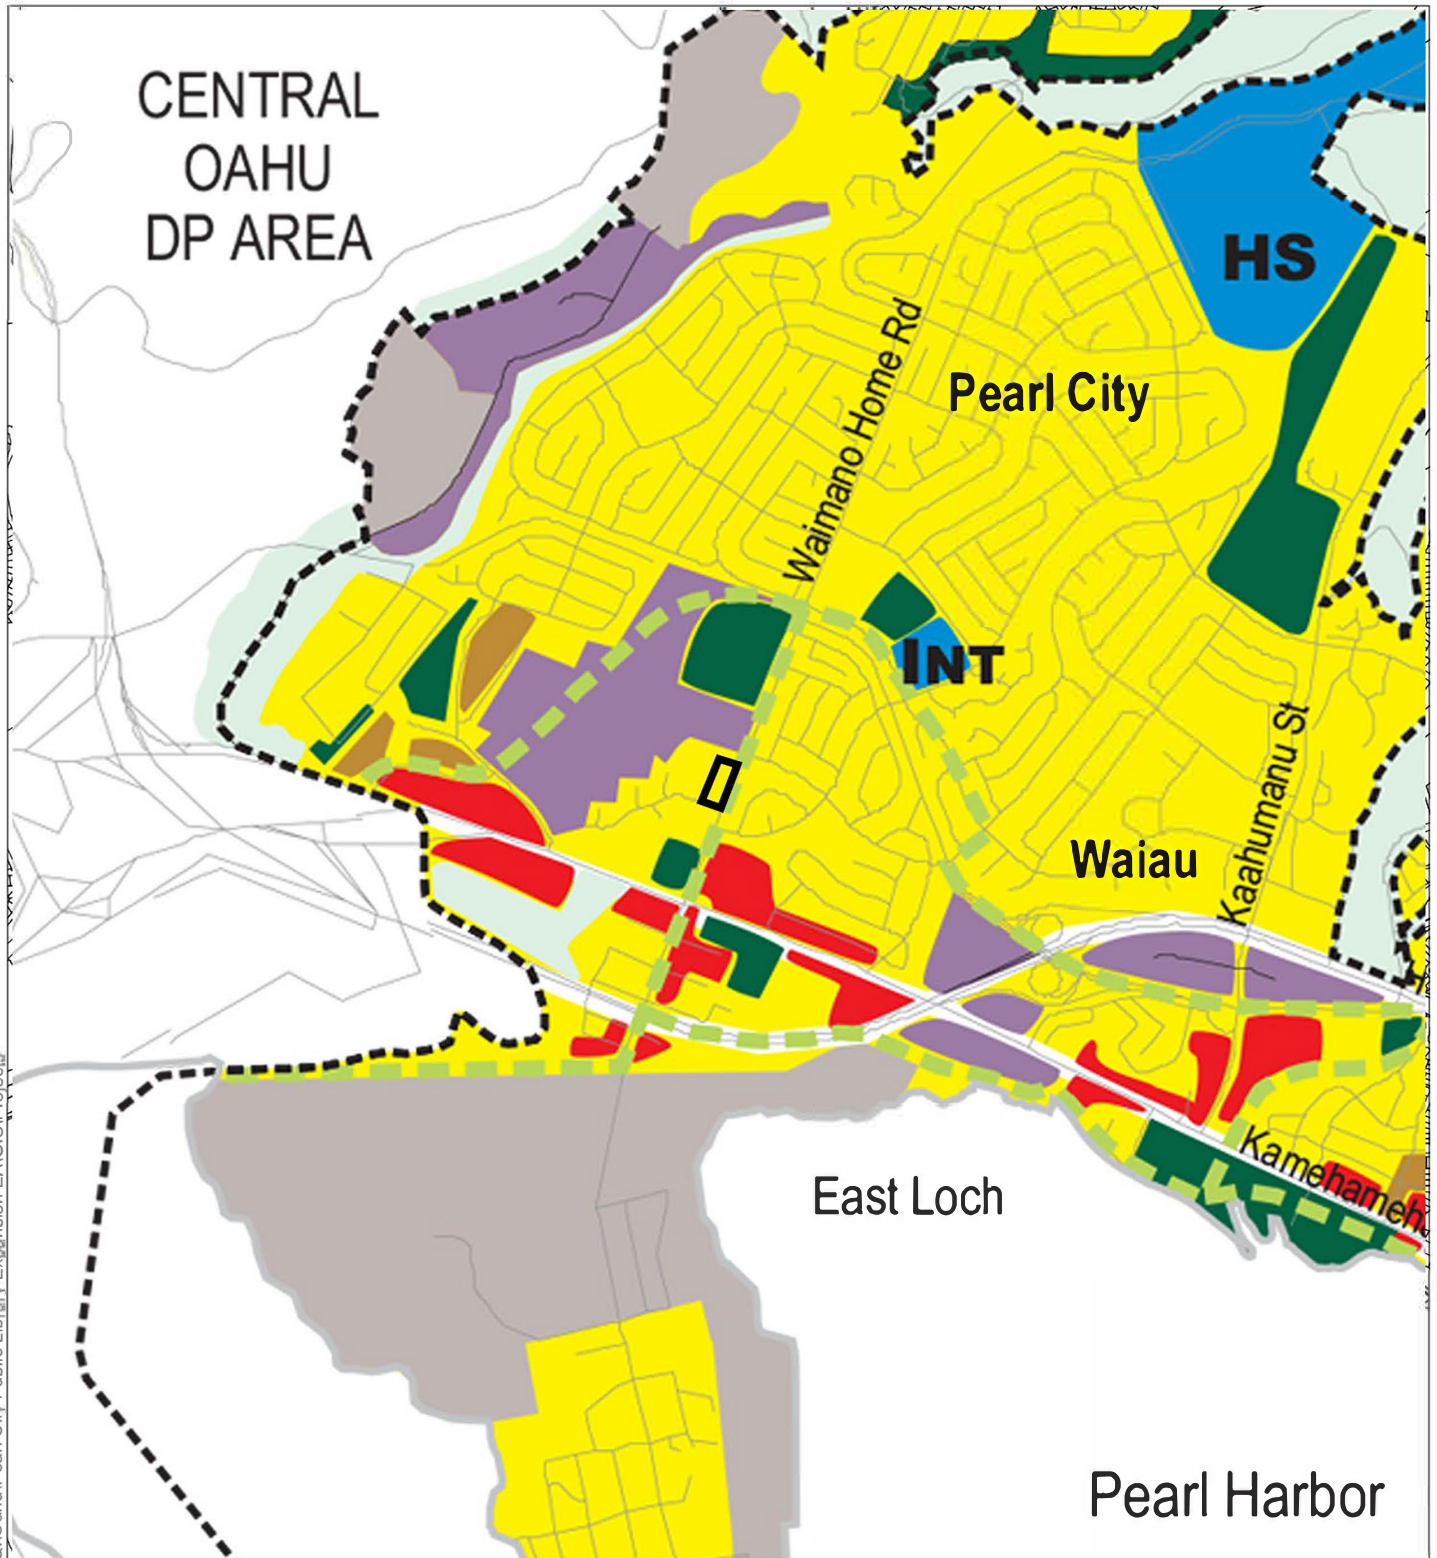 CENTRAL
OAHU
DP AREA
HS
Waimano Home Rd
Pearl City
INT
Kaahumanu St
Waiau
Kamehameh
East Loch
Pearl Harbor